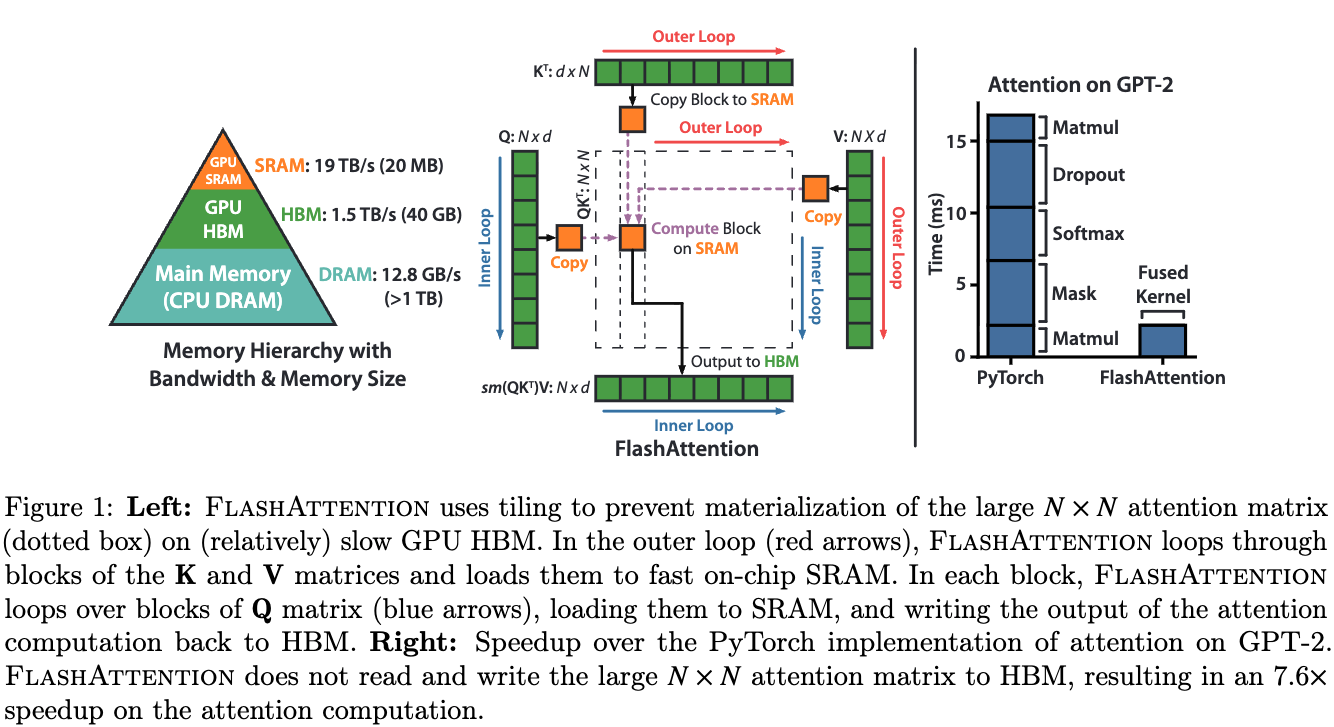 GPU
SRAM
SRAM: 19 TB/s (20 MB)
GPU
HBM
HBM: 1.5 TB/s (40 GB)
Main Memory
(CPU DRAM)
DRAM: 12.8 GB/s
(>1 TB)
Memory Hierarchy with
Bandwidth & Memory Size
Outer Loop
Kᵀ: d x N
Copy Block to SRAM
Outer Loop
Q: N x d
V: N X d
QKᵀ: N x N
Copy
Compute Block
on SRAM
Copy
Inner Loop
Inner Loop
Outer Loop
Output to HBM
sm(QKᵀ)V: N x d
Inner Loop
FlashAttention
Attention on GPT-2
Time (ms)
15
10
5
0
Matmul
Dropout
Softmax
Mask
Matmul
Fused
Kernel
PyTorch
FlashAttention
Figure 1: Left: FLASHATTENTION uses tiling to prevent materialization of the large N × N attention matrix
(dotted box) on (relatively) slow GPU HBM. In the outer loop (red arrows), FLASHATTENTION loops through
blocks of the K and V matrices and loads them to fast on-chip SRAM. In each block, FLASHATTENTION
loops over blocks of Q matrix (blue arrows), loading them to SRAM, and writing the output of the attention
computation back to HBM. Right: Speedup over the PyTorch implementation of attention on GPT-2.
FLASHATTENTION does not read and write the large N × N attention matrix to HBM, resulting in an 7.6×
speedup on the attention computation.